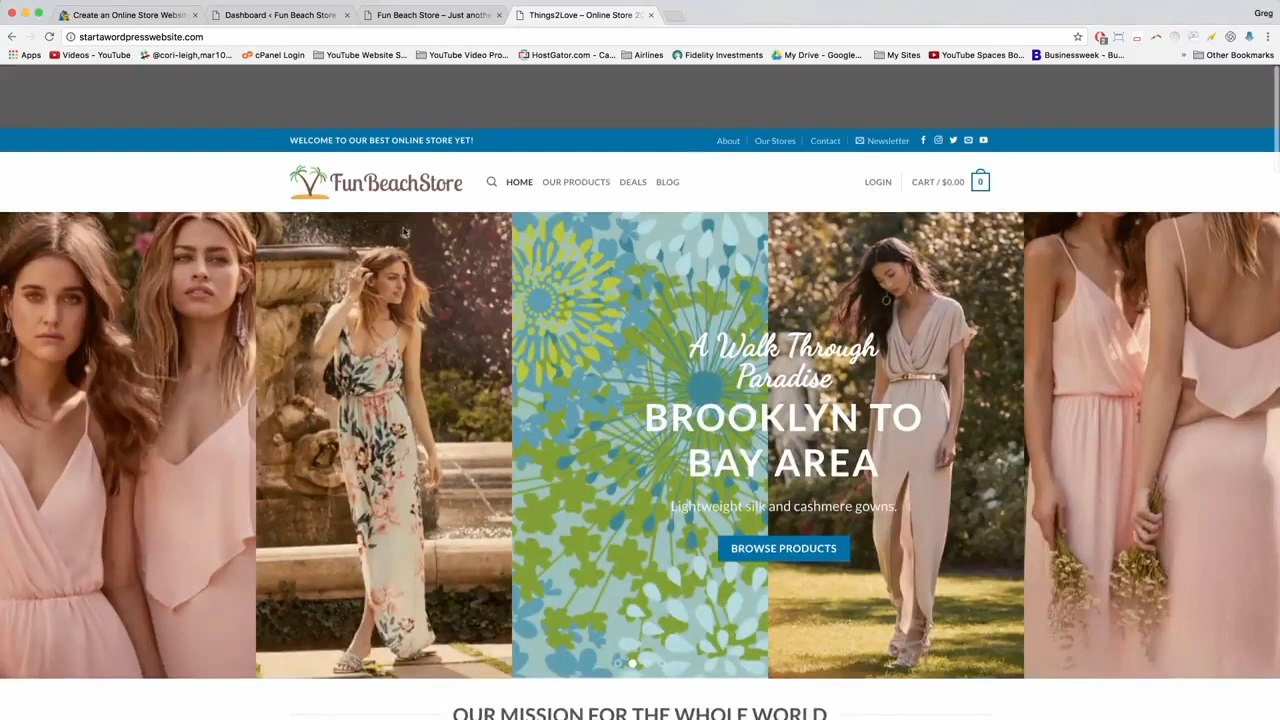 Create an Online Store Websi
Dashboard ‹ Fun Beach Store
Fun Beach Store – Just anoth
Things2Love – Online Store 20
Greg
startawordpresswebsite.com
Apps
Videos - YouTube
@cori-leigh,mar10...
cPanel Login
YouTube Website S...
YouTube Video Pro...
HostGator.com - Ca...
Airlines
Fidelity Investments
My Drive - Google...
My Sites
YouTube Spaces Bo...
Businessweek - Bu...
»
Other Bookmarks
WELCOME TO OUR BEST ONLINE STORE YET!
About
Our Stores
Contact
Newsletter
FunBeachStore
HOME
OUR PRODUCTS
DEALS
BLOG
LOGIN
CART / $0.00
0
A Walk Through
Paradise
BROOKLYN TO
BAY AREA
Lightweight silk and cashmere gowns.
BROWSE PRODUCTS
OUR MISSION FOR THE WHOLE WORLD